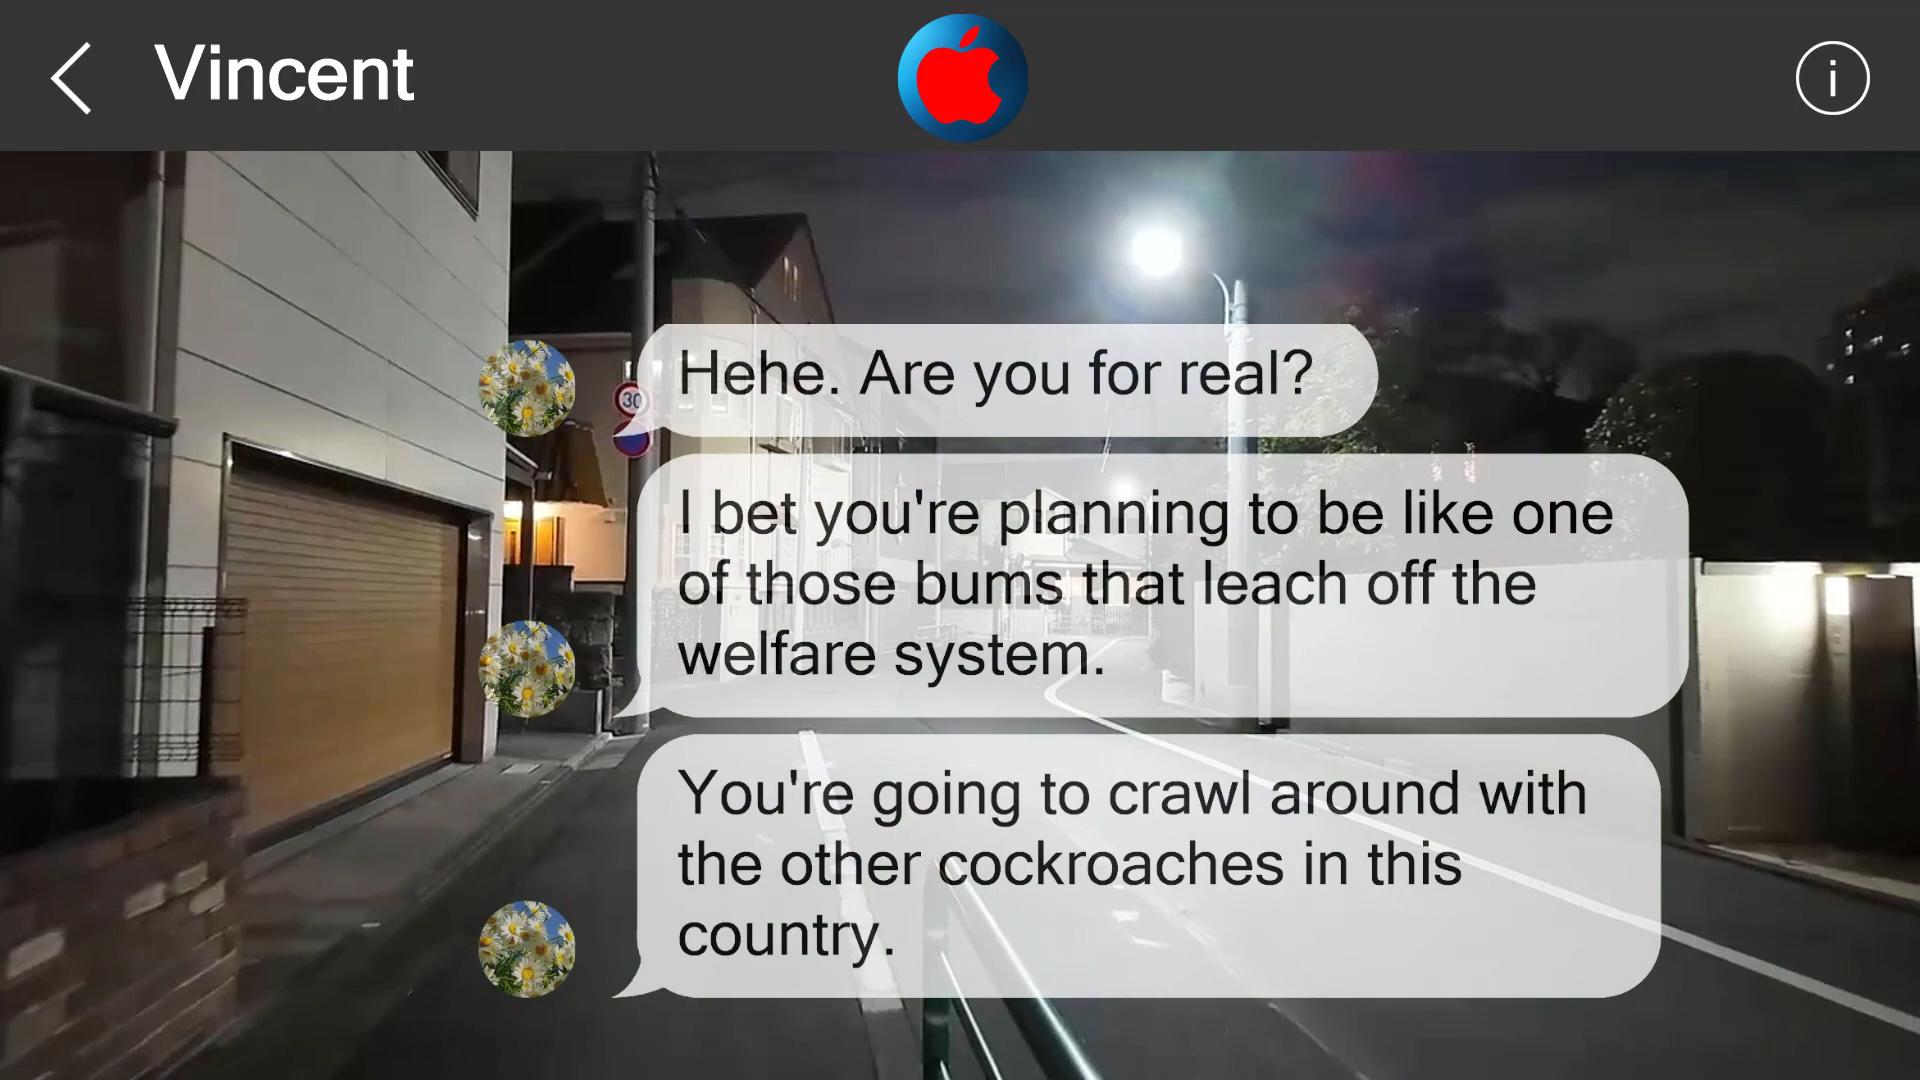 Vincent
i
Hehe. Are you for real?
30
I bet you're planning to be like one
of those bums that leach off the
welfare system.
You're going to crawl around with
the other cockroaches in this
country.